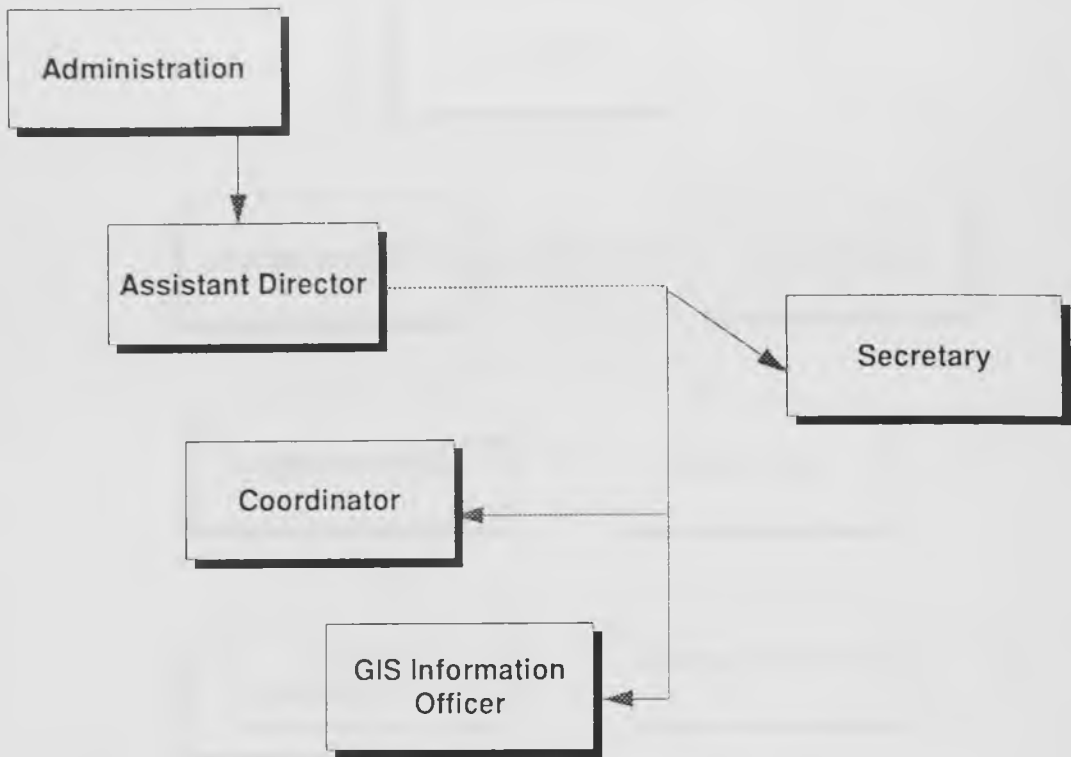 Administration
Assistant Director
Secretary
Coordinator
GIS Information
Officer